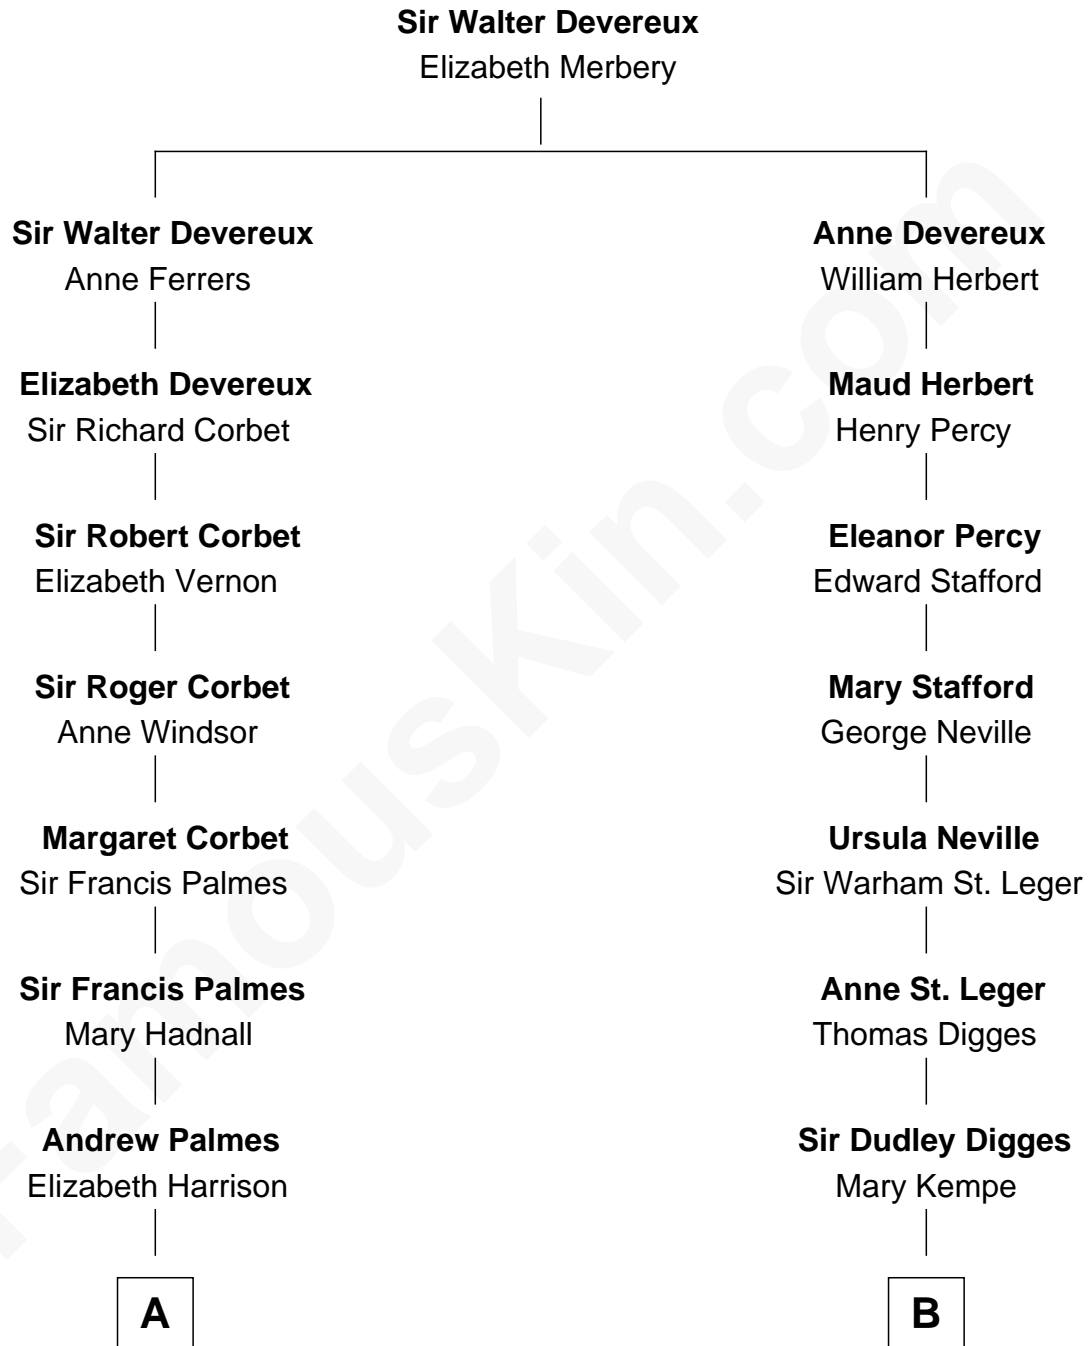 Sir Walter Devereux
Elizabeth Merbery
Sir Walter Devereux
Anne Ferrers
Anne Devereux
William Herbert
Elizabeth Devereux
Sir Richard Corbet
Maud Herbert
Henry Percy
Sir Robert Corbet
Elizabeth Vernon
Eleanor Percy
Edward Stafford
Sir Roger Corbet
Anne Windsor
Mary Stafford
George Neville
Margaret Corbet
Sir Francis Palmes
Ursula Neville
Sir Warham St. Leger
Sir Francis Palmes
Mary Hadnall
Anne St. Leger
Thomas Digges
Andrew Palmes
Elizabeth Harrison
Sir Dudley Digges
Mary Kempe
A
B
FamousKin.com